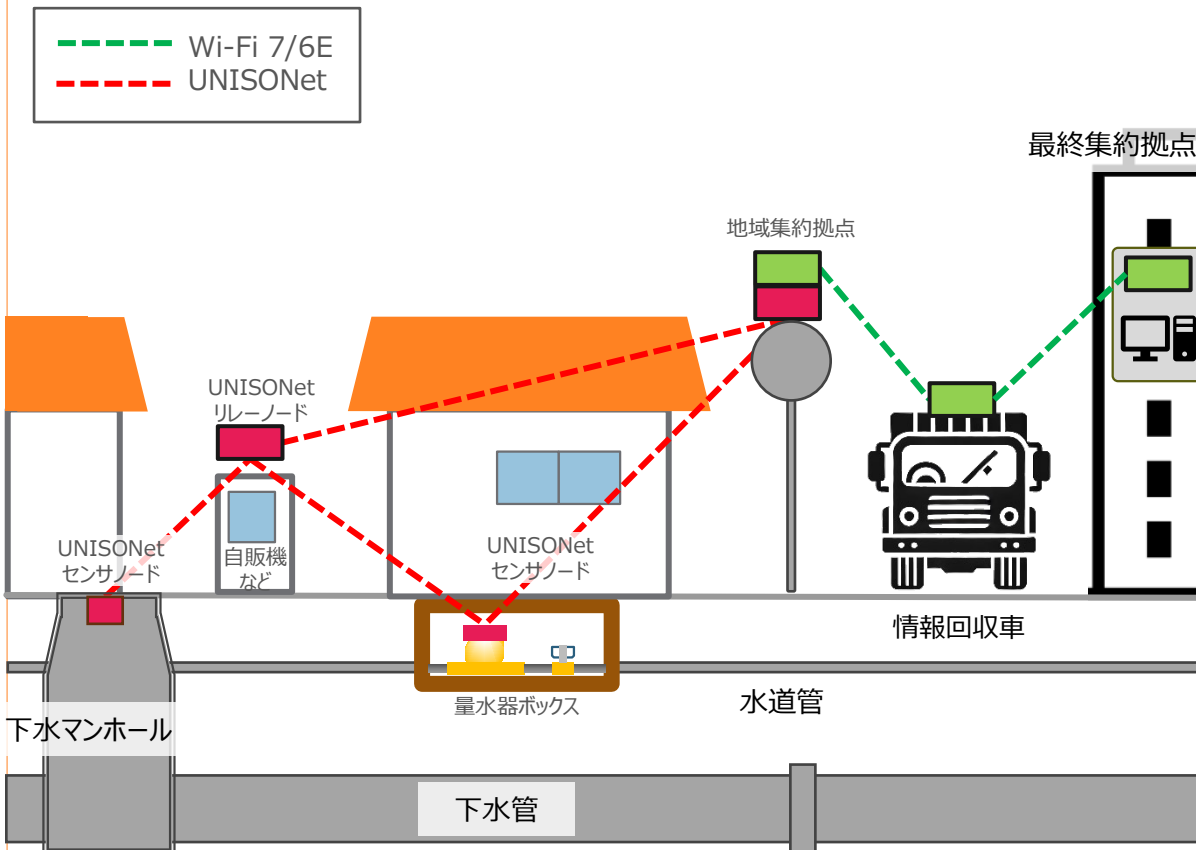 Wi-Fi 7/6E
UNISONet
最終集約拠点
地域集約拠点
UNISONet
リレーノード
UNISONet
センサノード
自販機
など
UNISONet
センサノード
情報回収車
量水器ボックス
水道管
下水マンホール
下水管